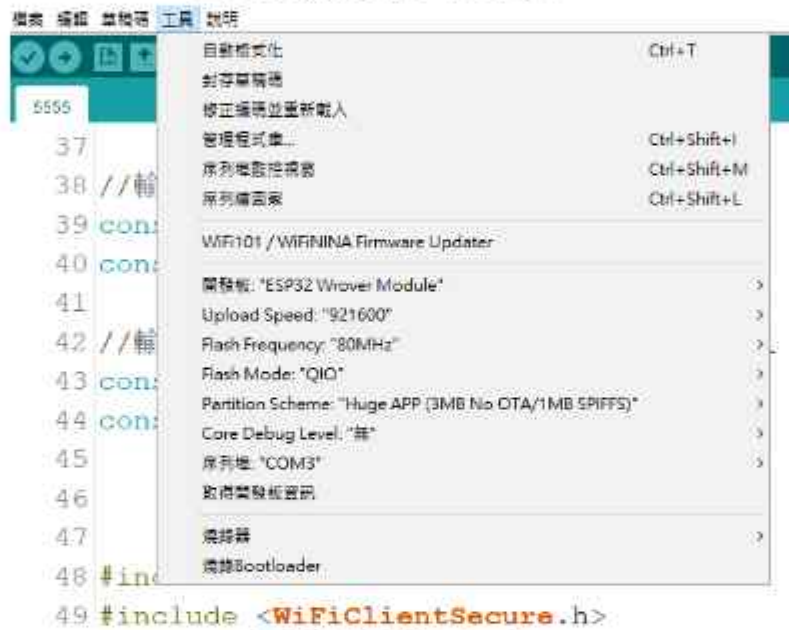 檔案 編輯 草稿碼 工具 說明
5555
自動格式化 Ctrl+T
封存草稿碼
修正編碼並重新載入
管理程式庫... Ctrl+Shift+I
序列埠監控視窗 Ctrl+Shift+M
序列繪圖家 Ctrl+Shift+L
WiFi101 / WiFiNINA Firmware Updater
開發板: "ESP32 Wrover Module"
Upload Speed: "921600"
Flash Frequency: "80MHz"
Flash Mode: "QIO"
Partition Scheme: "Huge APP (3MB No OTA/1MB SPIFFS)"
Core Debug Level: "無"
序列埠: "COM3"
取得開發板資訊
燒錄器
燒錄Bootloader
37
38 //輸
39 cons
40 cons
41
42 //輸
43 cons
44 cons
45
46
47
48 #inc
49 #include <WiFiClientSecure.h>